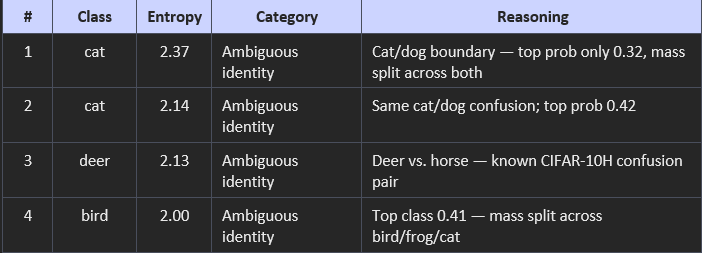 # Class Entropy Category Reasoning
1 cat 2.37 Ambiguous identity Cat/dog boundary — top prob only 0.32, mass split across both
2 cat 2.14 Ambiguous identity Same cat/dog confusion; top prob 0.42
3 deer 2.13 Ambiguous identity Deer vs. horse — known CIFAR-10H confusion pair
4 bird 2.00 Ambiguous identity Top class 0.41 — mass split across bird/frog/cat